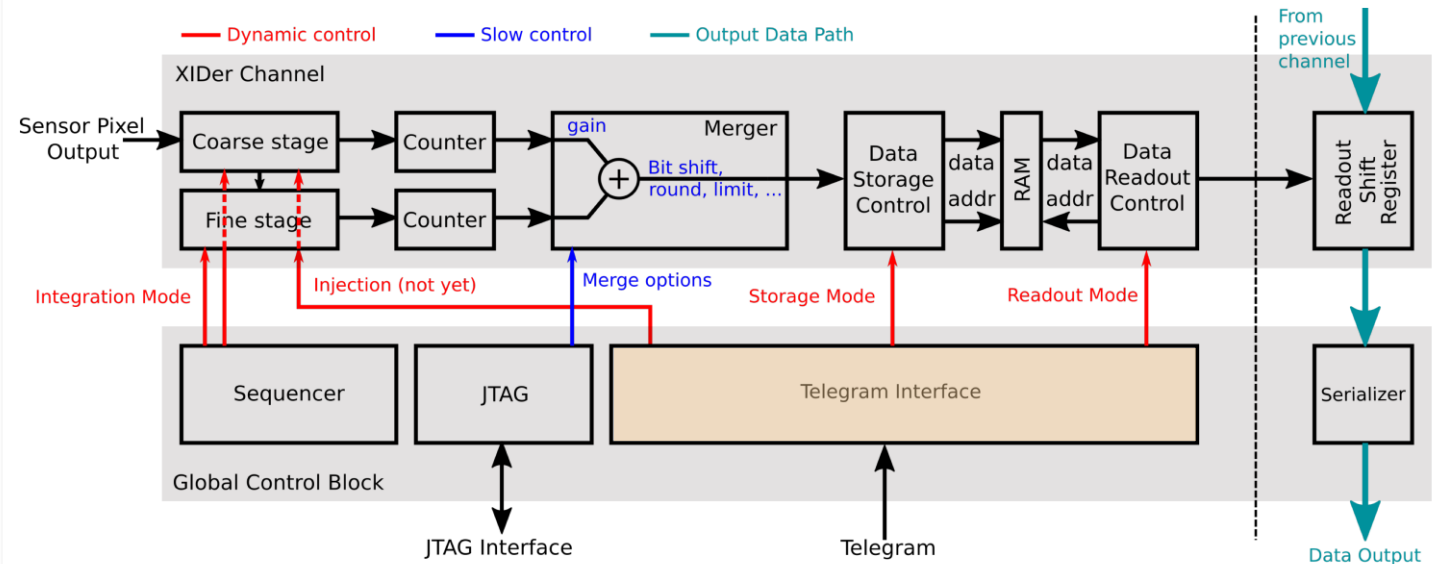 Dynamic control
Slow control
Output Data Path
From
previous
channel
XIDer Channel
Sensor Pixel
Output
Coarse stage
Counter
gain
Merger
Bit shift,
round, limit, ...
+
Fine stage
Counter
Data
Storage
Control
data
addr
RAM
data
addr
Data
Readout
Control
Readout
Shift
Register
Integration Mode
Injection (not yet)
Merge options
Storage Mode
Readout Mode
Sequencer
JTAG
Telegram Interface
Serializer
Global Control Block
JTAG Interface
Telegram
Data Output